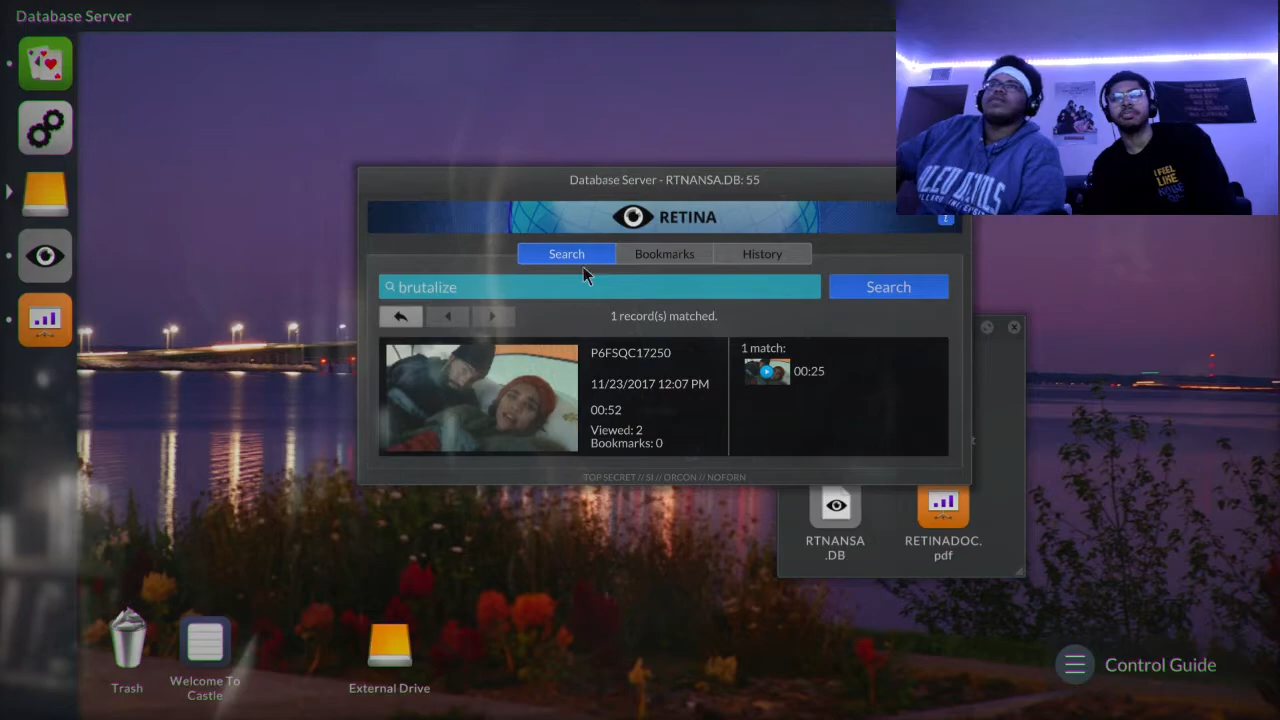 Database Server
Database Server - RTNANSA.DB: 55
RETINA
Search
Bookmarks
History
brutalize
Search
1 record(s) matched.
P6FSQC17250
11/23/2017 12:07 PM
00:52
Viewed: 2
Bookmarks: 0
1 match:
00:25
TOP SECRET // SI // ORCON // NOFORN
RTNANSA
.DB
RETINADOC.
pdf
Trash
Welcome To
Castle
External Drive
Control Guide
I FEEL
LIKE